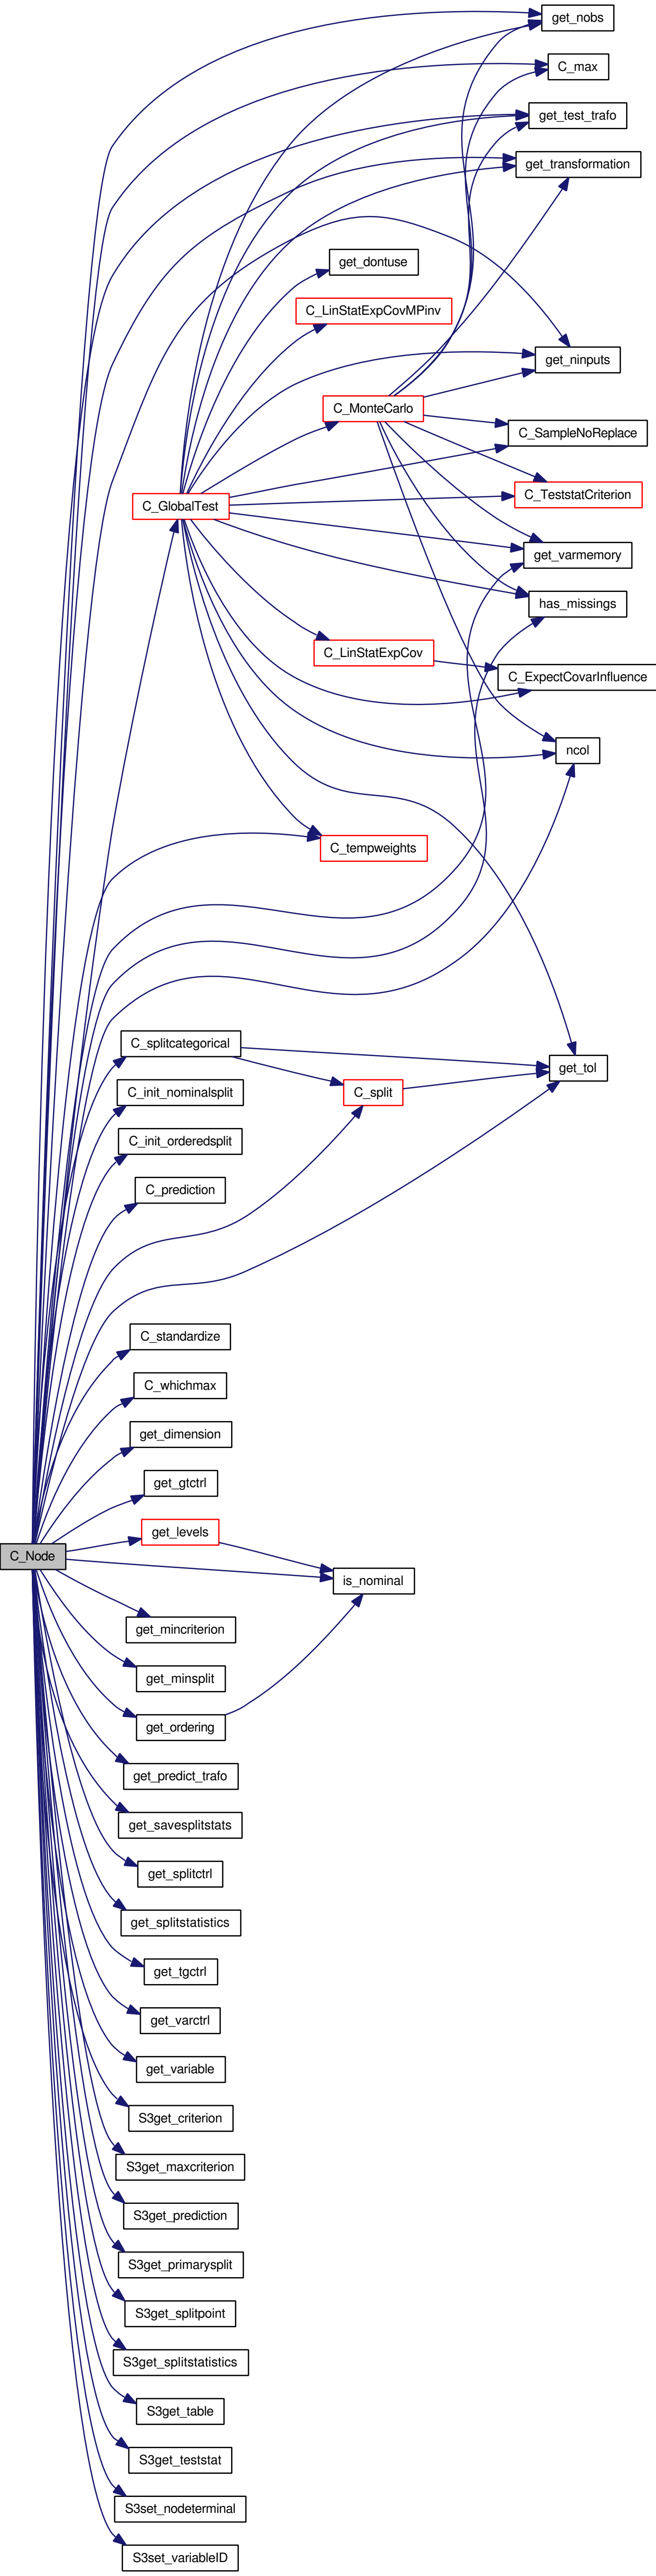 get_nobs
C_max
get_test_trafo
get_transformation
get_dontuse
C_LinStatExpCovMPinv
get_ninputs
C_MonteCarlo
C_SampleNoReplace
C_TeststatCriterion
C_GlobalTest
get_varmemory
has_missings
C_LinStatExpCov
C_ExpectCovarInfluence
ncol
C_tempweights
C_splitcategorical
get_tol
C_init_nominalsplit
C_split
C_init_orderedsplit
C_prediction
C_standardize
C_whichmax
get_dimension
get_gtctrl
get_levels
C_Node
is_nominal
get_mincriterion
get_minsplit
get_ordering
get_predict_trafo
get_savesplitstats
get_splitctrl
get_splitstatistics
get_tgctrl
get_varctrl
get_variable
S3get_criterion
S3get_maxcriterion
S3get_prediction
S3get_primarysplit
S3get_splitpoint
S3get_splitstatistics
S3get_table
S3get_teststat
S3set_nodeterminal
S3set_variableID